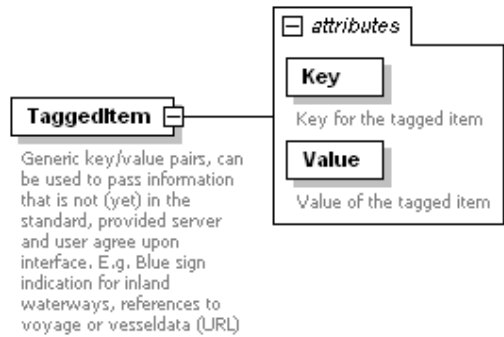 attributes
Key
Key for the tagged item
TaggedItem
Value
Value of the tagged item
Generic key/value pairs, can
be used to pass information
that is not (yet) in the
standard, provided server
and user agree upon
interface. E.g. Blue sign
indication for inland
waterways, references to
voyage or vesseldata (URL)